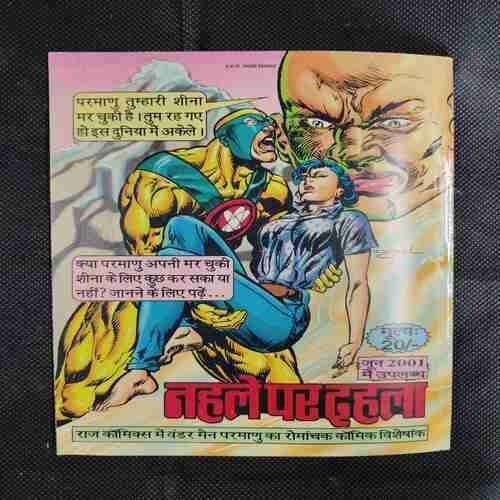 परमाणु तुम्हारी शीना
मर चुकी है। तुम रह गए
हो इस दुनिया में अकेले।
क्या परमाणु अपनी मर चुकी
शीना के लिए कुछ कर सका या
नहीं? जानने के लिए पढ़ें...
मूल्य:
20/-
जून 2001
में उपलब्ध
नहले पर दहला
राज कॉमिक्स में वंडर मैन परमाणु का रोमांचक कॉमिक विशेषांक